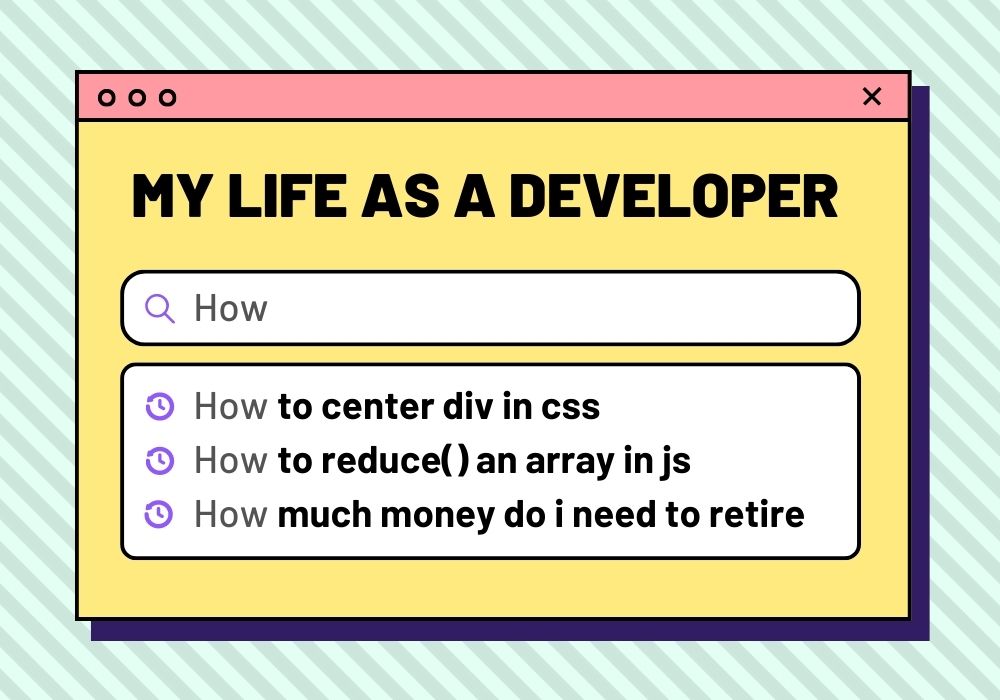 MY LIFE AS A DEVELOPER
How
How to center div in css
How to reduce() an array in js
How much money do i need to retire